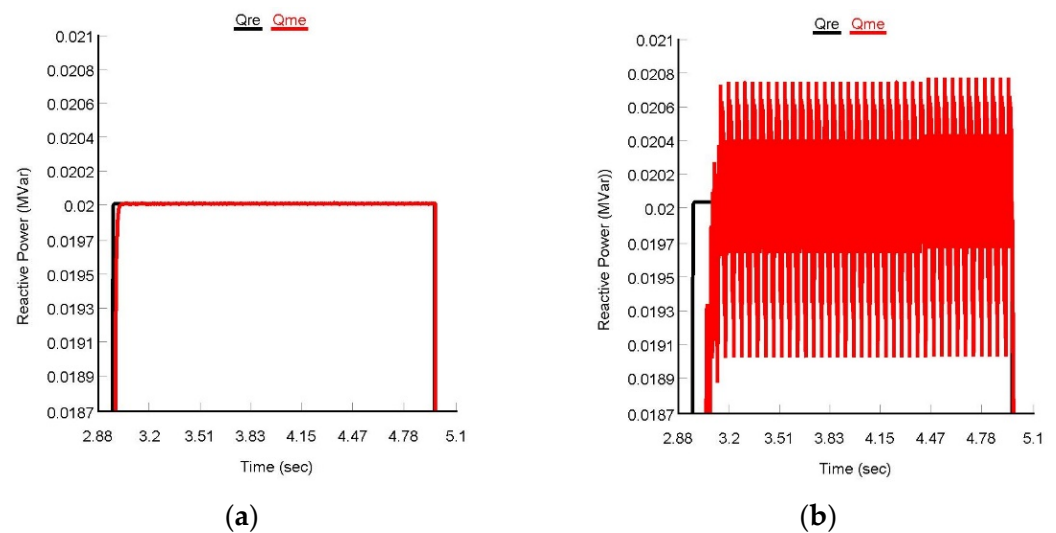 Qre Qme
0.021
0.0208
0.0206
0.0204
0.0202
0.02
0.0197
0.0195
0.0193
0.0191
0.0189
0.0187
Reactive Power (MVar)
2.88 3.2 3.51 3.83 4.15 4.47 4.78 5.1
Time (sec)
(a)
Qre Qme
0.021
0.0208
0.0206
0.0204
0.0202
0.02
0.0197
0.0195
0.0193
0.0191
0.0189
0.0187
Reactive Power (MVar))
2.88 3.2 3.51 3.83 4.15 4.47 4.78 5.1
Time (sec)
(b)